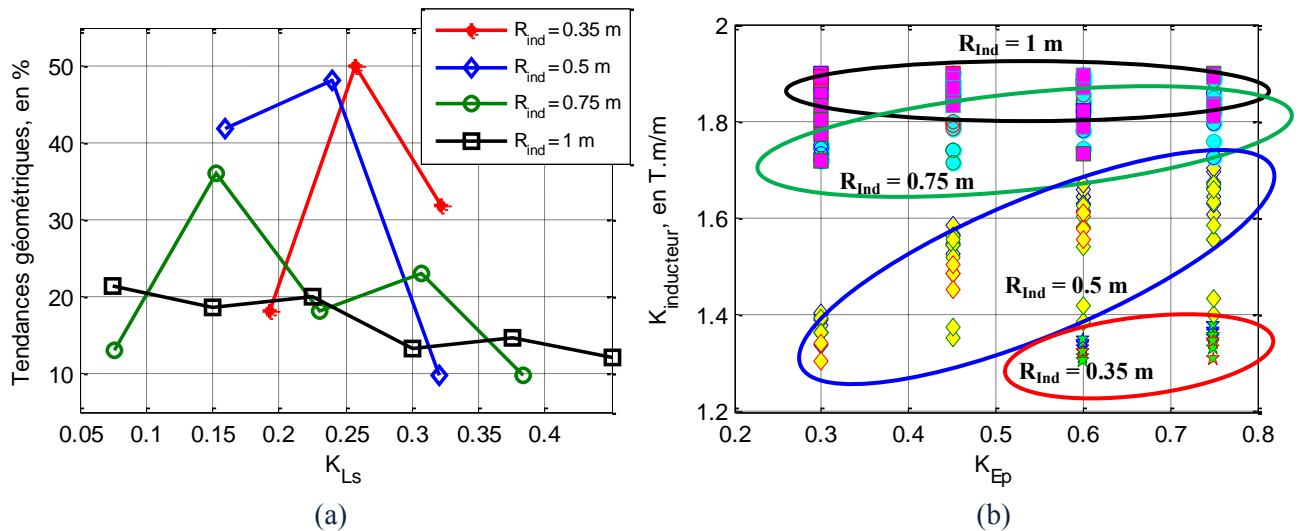 Tendances géométriques, en %
50
40
30
20
10
0.05
0.1
0.15
0.2
0.25
0.3
0.35
0.4
K_Ls
R_ind = 0.35 m
R_ind = 0.5 m
R_ind = 0.75 m
R_ind = 1 m
(a)
K_inducteur, en T.m/m
2
1.8
1.6
1.4
1.2
0.2
0.3
0.4
0.5
0.6
0.7
0.8
K_Ep
R_Ind = 1 m
R_Ind = 0.75 m
R_Ind = 0.5 m
R_Ind = 0.35 m
(b)